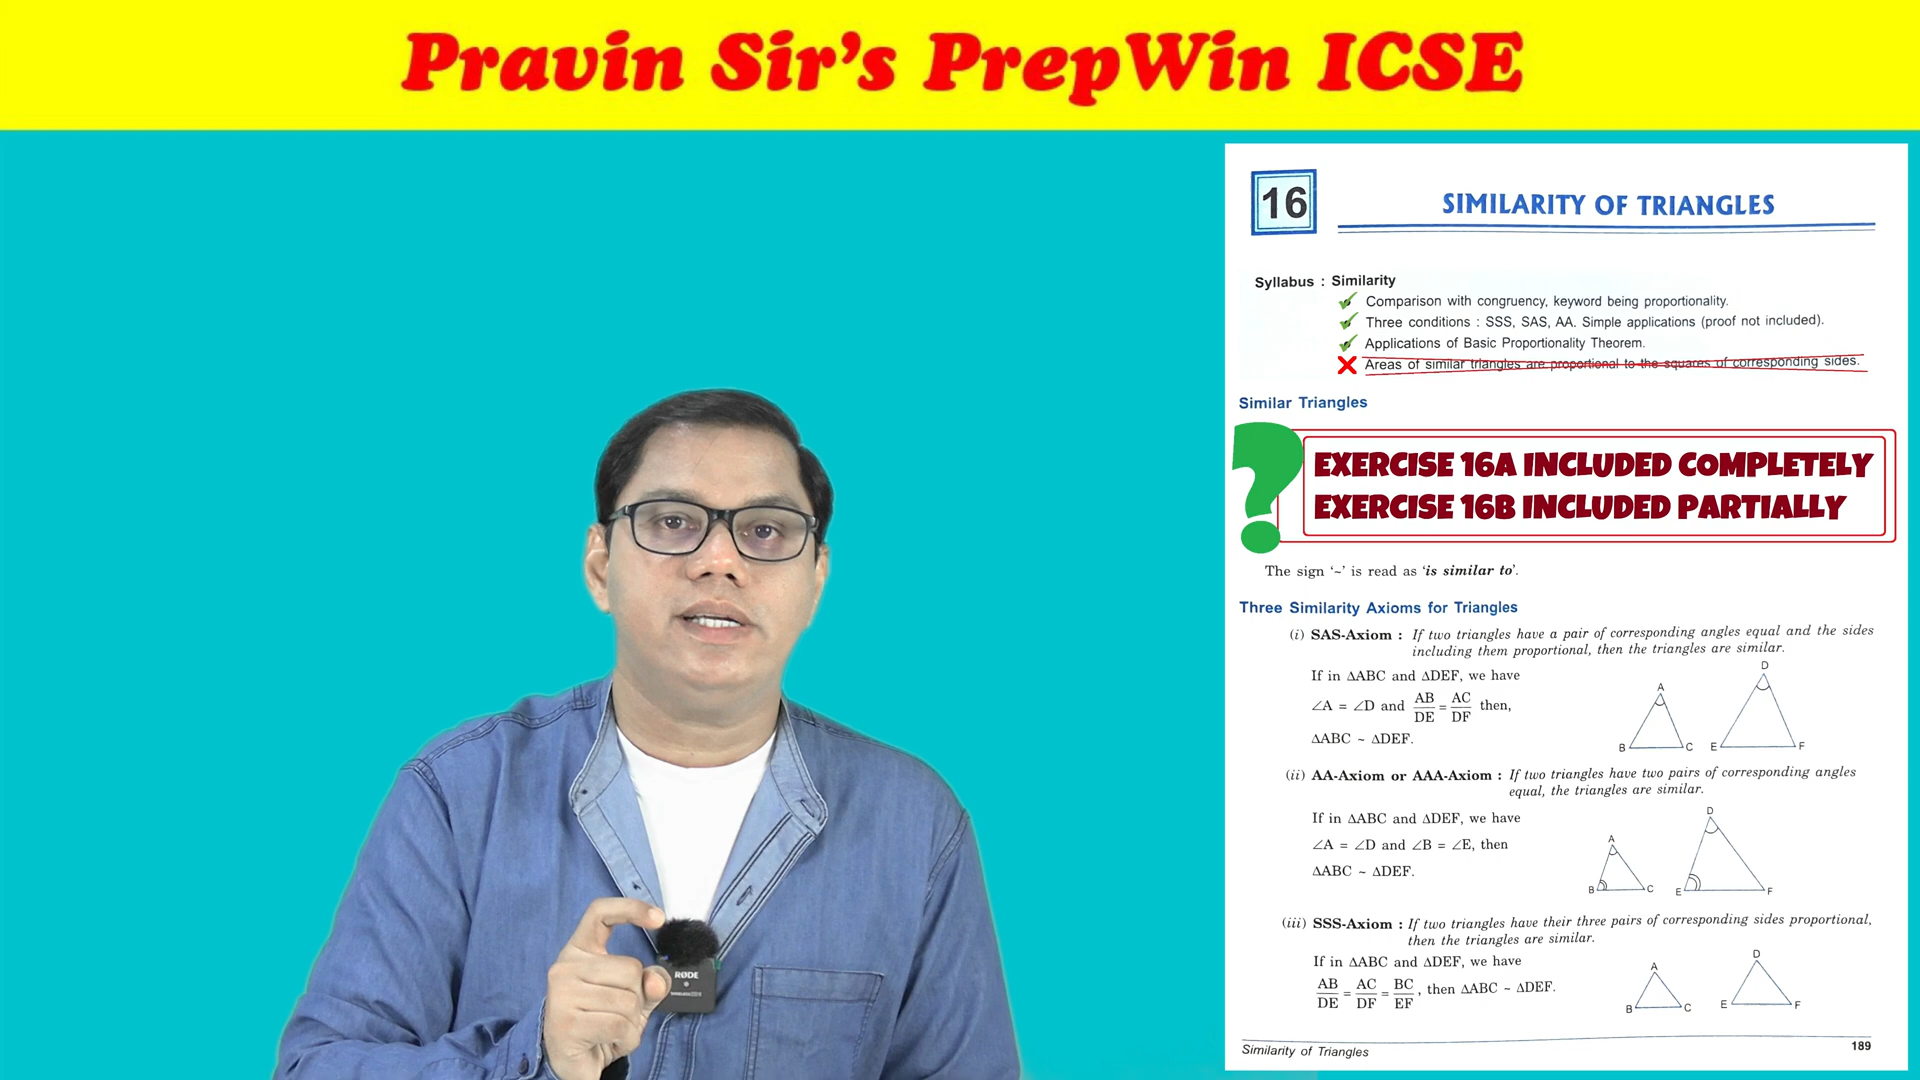 Pravin Sir's PrepWin ICSE
16
SIMILARITY OF TRIANGLES
Syllabus : Similarity
Comparison with congruency, keyword being proportionality.
Three conditions : SSS, SAS, AA. Simple applications (proof not included).
Applications of Basic Proportionality Theorem.
Areas of similar triangles are proportional to the squares of corresponding sides.
Similar Triangles
?
EXERCISE 16A INCLUDED COMPLETELY
EXERCISE 16B INCLUDED PARTIALLY
The sign '~' is read as 'is similar to'.
Three Similarity Axioms for Triangles
(i) SAS-Axiom : If two triangles have a pair of corresponding angles equal and the sides
including them proportional, then the triangles are similar.
If in ΔABC and ΔDEF, we have
∠A = ∠D and AB/DE = AC/DF then,
ΔABC ~ ΔDEF.
A
B
C
D
E
F
(ii) AA-Axiom or AAA-Axiom : If two triangles have two pairs of corresponding angles
equal, the triangles are similar.
If in ΔABC and ΔDEF, we have
∠A = ∠D and ∠B = ∠E, then
ΔABC ~ ΔDEF.
A
B
C
D
E
F
(iii) SSS-Axiom : If two triangles have their three pairs of corresponding sides proportional,
then the triangles are similar.
If in ΔABC and ΔDEF, we have
AB/DE = AC/DF = BC/EF, then ΔABC ~ ΔDEF.
A
B
C
D
E
F
Similarity of Triangles
189
RØDE